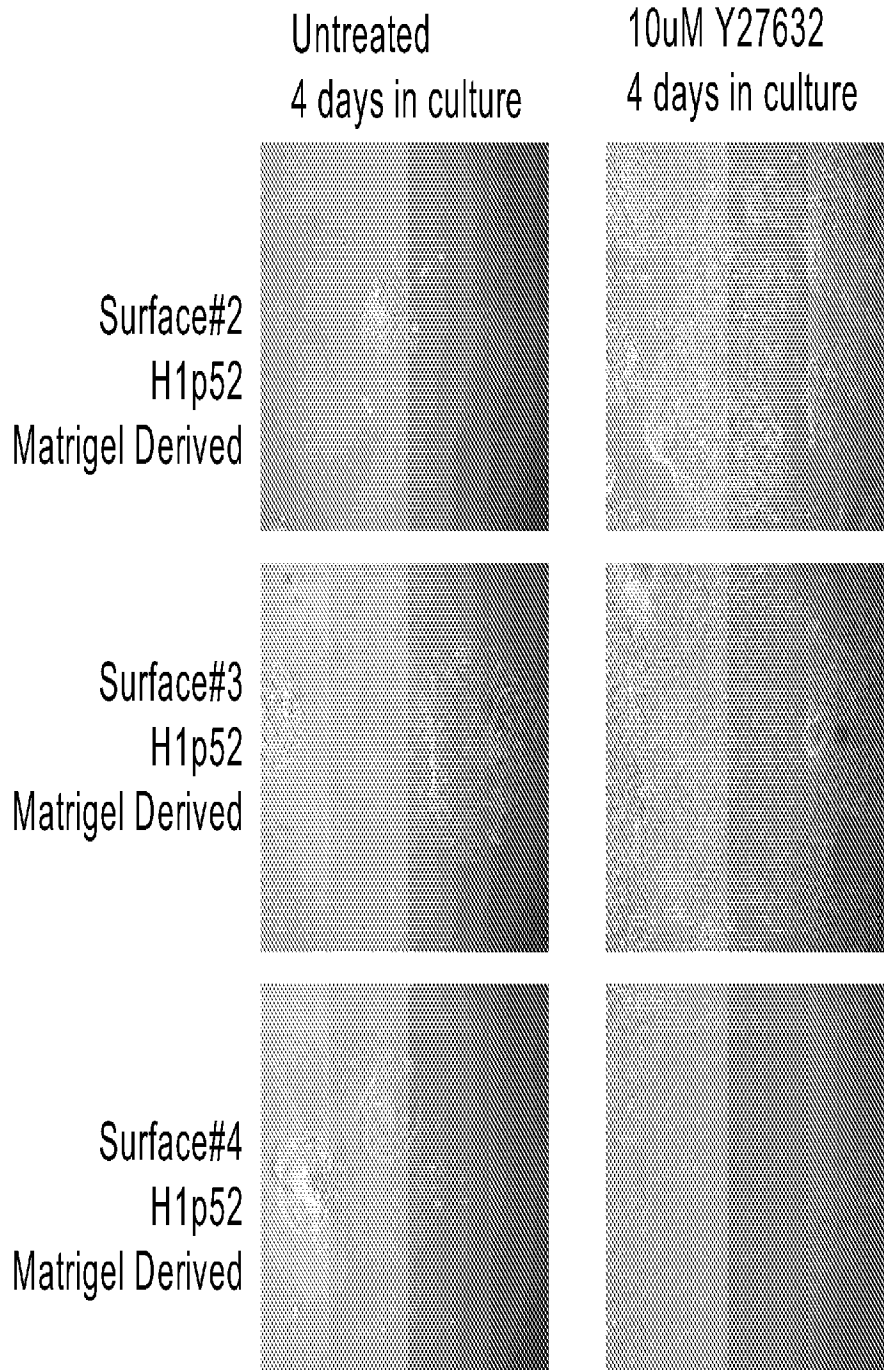 Untreated
4 days in culture
10uM Y27632
4 days in culture
Surface#2
H1p52
Matrigel Derived
Surface#3
H1p52
Matrigel Derived
Surface#4
H1p52
Matrigel Derived